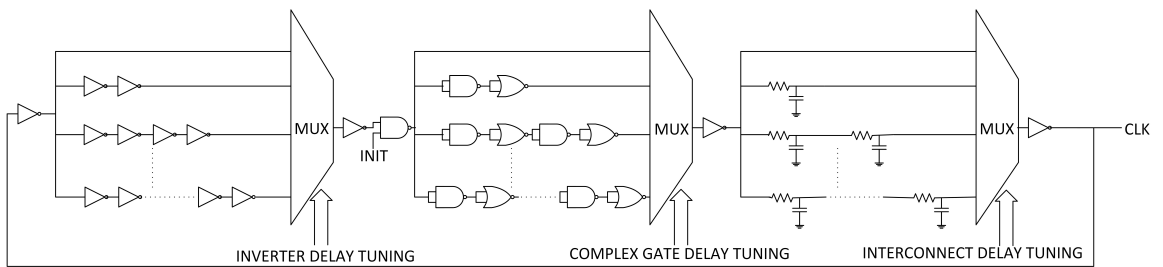 MUX
INIT
MUX
MUX
CLK
INVERTER DELAY TUNING
COMPLEX GATE DELAY TUNING
INTERCONNECT DELAY TUNING